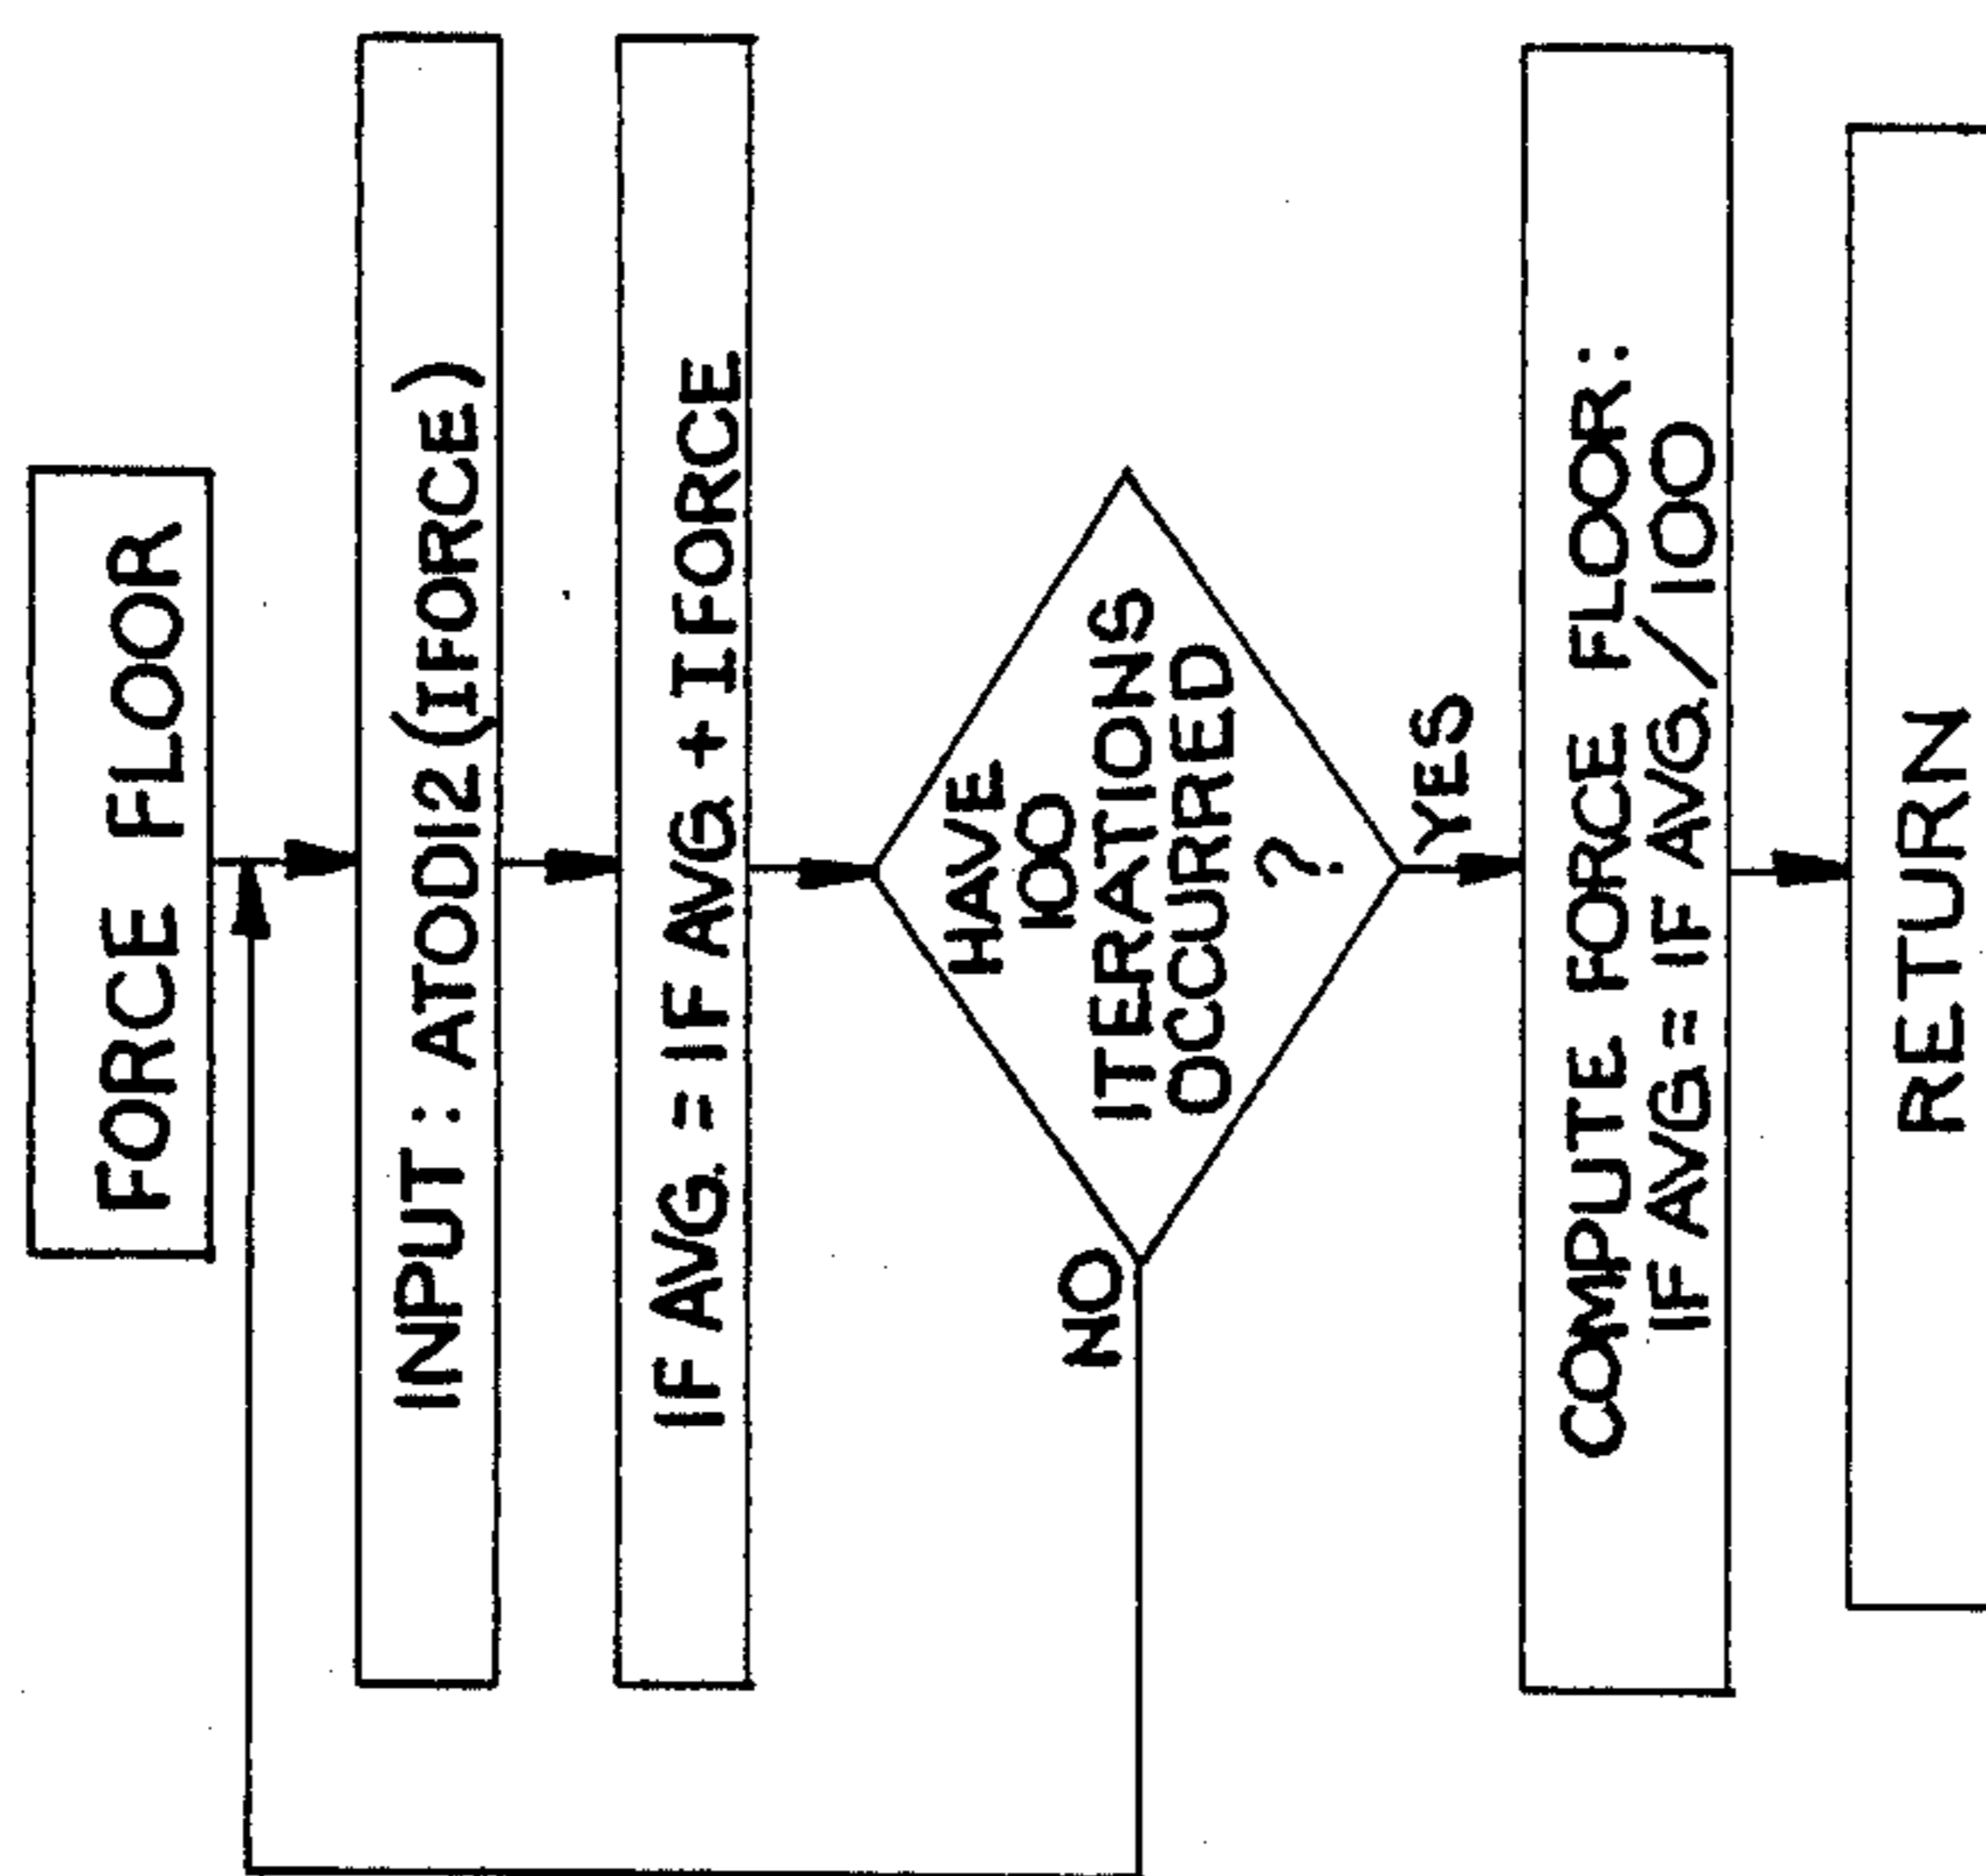 FORCE FLOOR
INPUT : ATOD12 (IFORCE)
IF AVG. = IF AVG + IFORCE
HAVE
100
ITERATIONS
OCCURRED
?
NO
YES
COMPUTE FORCE FLOOR:
IF AVG = IF AVG/100
RETURN